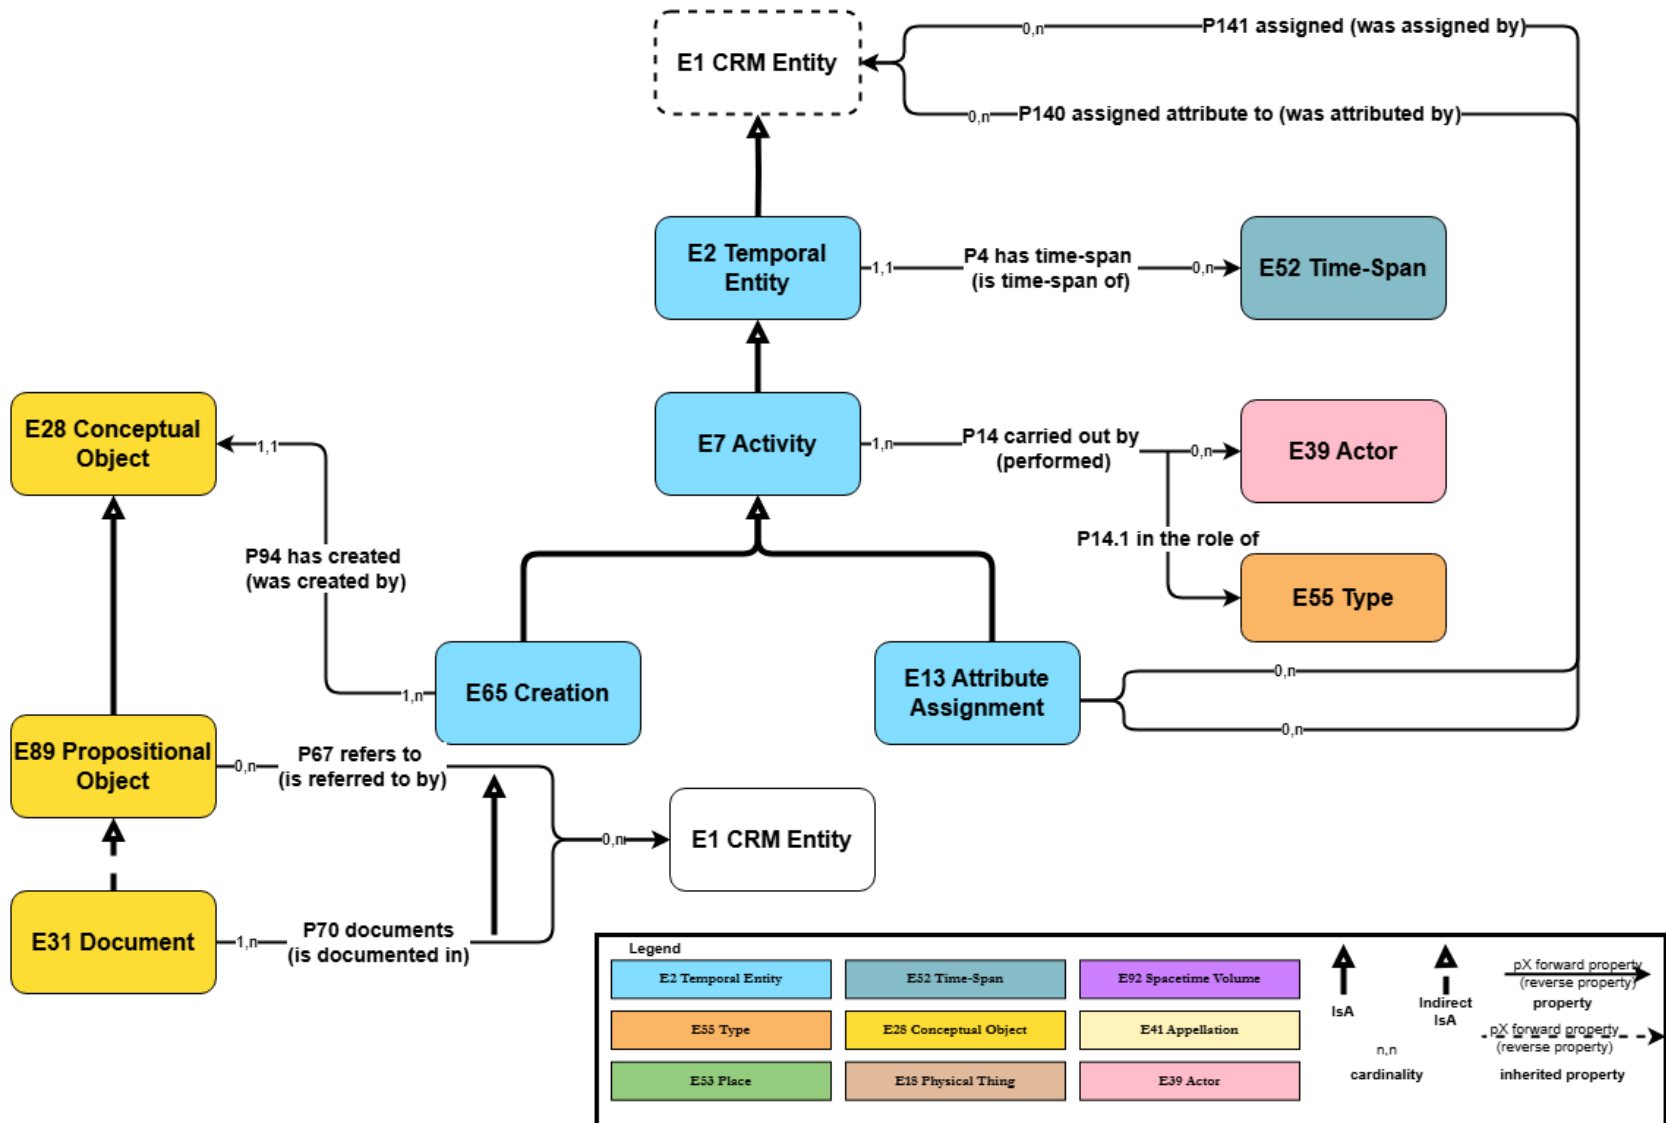 0,n
P141 assigned (was assigned by)
E1 CRM Entity
0,n
P140 assigned attribute to (was attributed by)
E2 Temporal
Entity
1,1
P4 has time-span
(is time-span of)
0,n
E52 Time-Span
E28 Conceptual
Object
1,1
E7 Activity
1,n
P14 carried out by
(performed)
0,n
E39 Actor
P14.1 in the role of
P94 has created
(was created by)
E55 Type
1,n
E65 Creation
E13 Attribute
Assignment
0,n
0,n
E89 Propositional
Object
0,n
P67 refers to
(is referred to by)
0,n
E1 CRM Entity
E31 Document
1,n
P70 documents
(is documented in)
Legend
E2 Temporal Entity
E52 Time-Span
E92 Spacetime Volume
E55 Type
E28 Conceptual Object
E41 Appellation
E53 Place
E18 Physical Thing
E39 Actor
IsA
Indirect
IsA
pX forward property
(reverse property)
property
n,n
cardinality
pX forward property
(reverse property)
inherited property